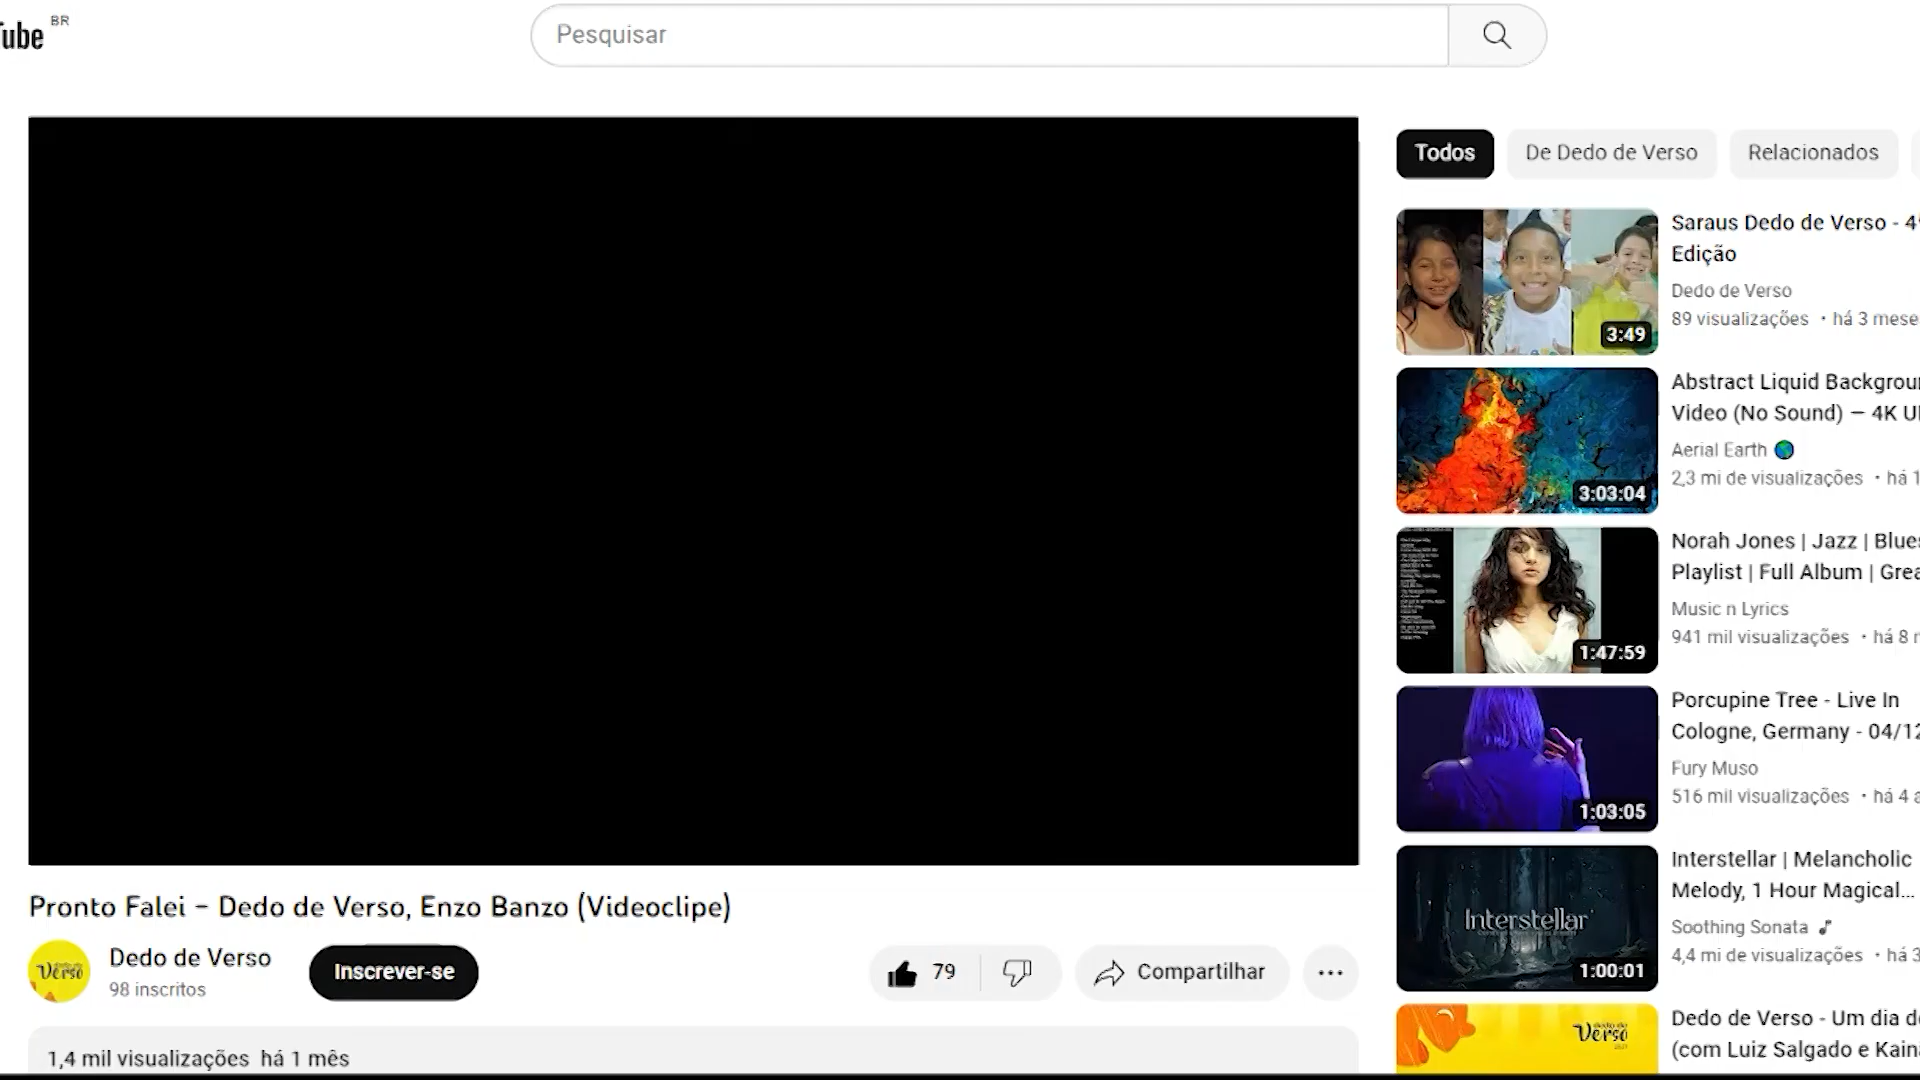 ube BR
Pesquisar
Todos
De Dedo de Verso
Relacionados
3:49
Saraus Dedo de Verso - 4ª
Edição
Dedo de Verso
89 visualizações • há 3 mese
3:03:04
Abstract Liquid Backgrou
Video (No Sound) — 4K U
Aerial Earth
2,3 mi de visualizações • há 1
1:47:59
Norah Jones | Jazz | Blues
Playlist | Full Album | Grea
Music n Lyrics
941 mil visualizações • há 8
1:03:05
Porcupine Tree - Live In
Cologne, Germany - 04/12
Fury Muso
516 mil visualizações • há 4 a
Interstellar
1:00:01
Interstellar | Melancholic
Melody, 1 Hour Magical...
Soothing Sonata
4,4 mi de visualizações • há 3
dedo de
Verso
Dedo de Verso - Um dia d
(com Luiz Salgado e Kain
Pronto Falei – Dedo de Verso, Enzo Banzo (Videoclipe)
Verso
Dedo de Verso
98 inscritos
Inscrever-se
79
Compartilhar
1,4 mil visualizações há 1 mês